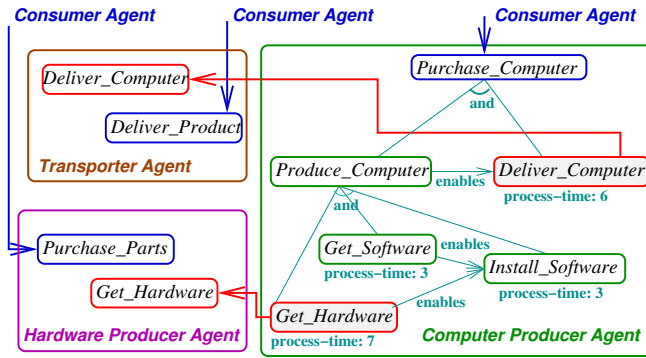 Consumer Agent
Consumer Agent
Consumer Agent
Deliver_Computer
Purchase_Computer
and
Deliver_Product
Transporter Agent
Produce_Computer
enables
Deliver_Computer
process-time: 6
and
Purchase_Parts
Get_Software
enables
process-time: 3
Install_Software
process-time: 3
Get_Hardware
enables
Get_Hardware
process-time: 7
Hardware Producer Agent
Computer Producer Agent